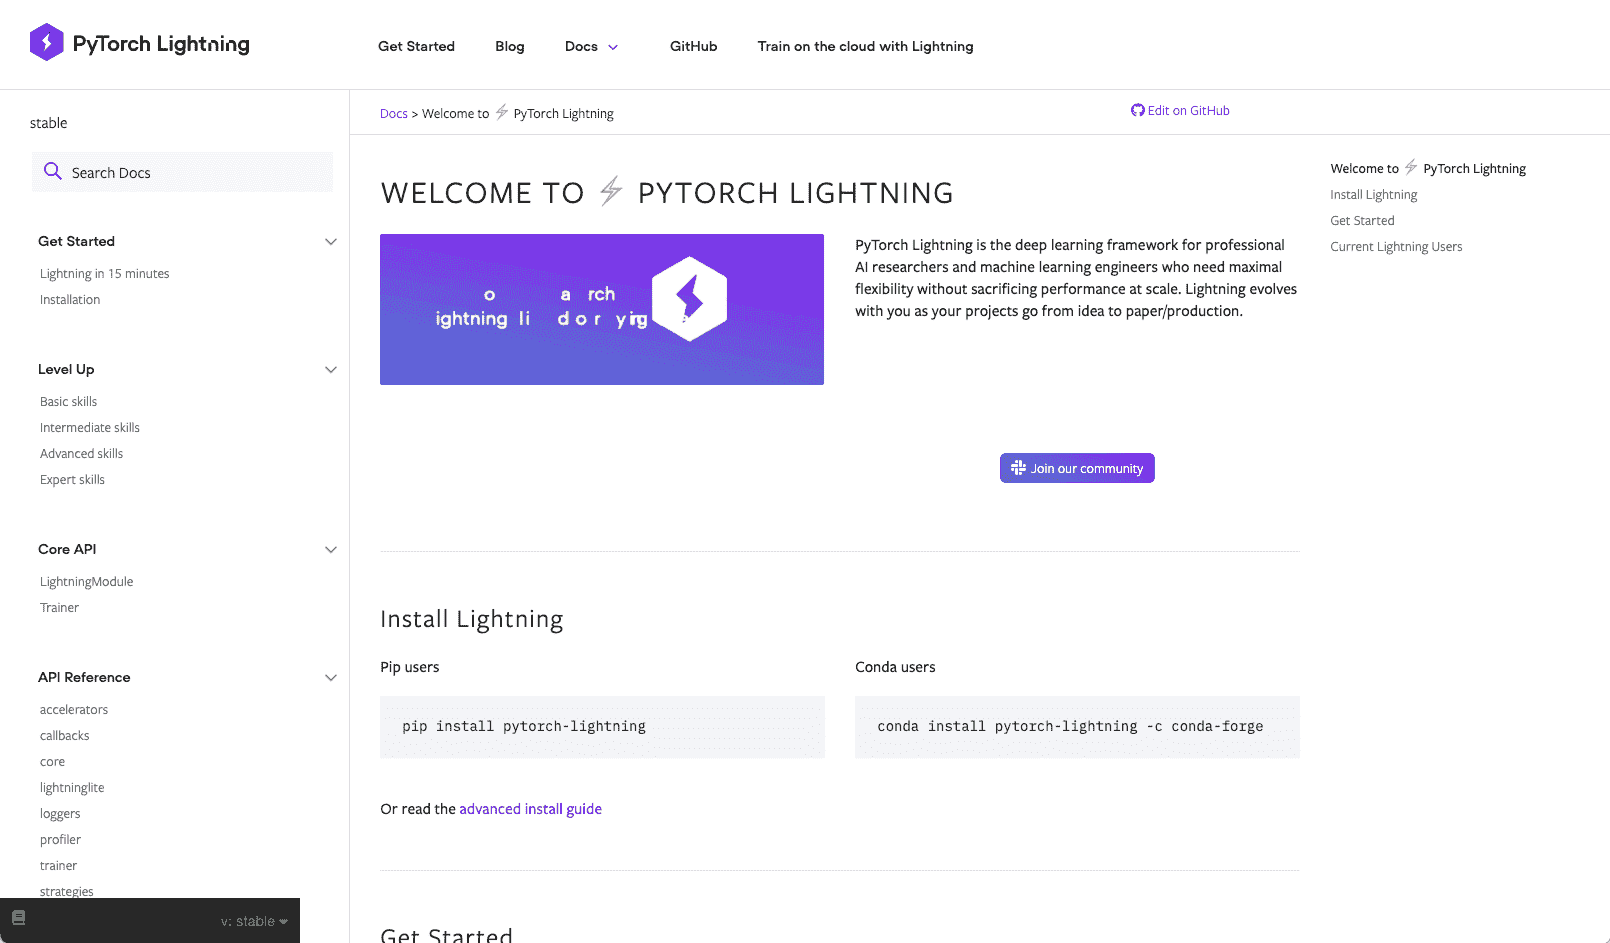 PyTorch Lightning
Get Started
Blog
Docs
GitHub
Train on the cloud with Lightning
stable
Search Docs
Get Started
Lightning in 15 minutes
Installation
Level Up
Basic skills
Intermediate skills
Advanced skills
Expert skills
Core API
LightningModule
Trainer
API Reference
accelerators
callbacks
core
lightninglite
loggers
profiler
trainer
strategies
v: stable
Docs > Welcome to ⚡ PyTorch Lightning
Edit on GitHub
WELCOME TO ⚡ PYTORCH LIGHTNING
o a rch
ightning li d o r
PyTorch Lightning is the deep learning framework for professional
AI researchers and machine learning engineers who need maximal
flexibility without sacrificing performance at scale. Lightning evolves
with you as your projects go from idea to paper/production.
Join our community
Install Lightning
Pip users
pip install pytorch-lightning
Conda users
conda install pytorch-lightning -c conda-forge
Or read the advanced install guide
Get Started
Welcome to ⚡ PyTorch Lightning
Install Lightning
Get Started
Current Lightning Users